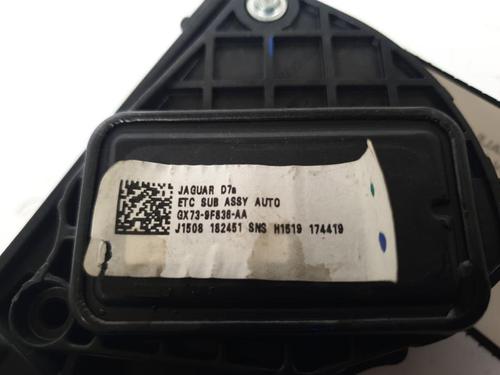 JAGUAR D7a
ETC SUB ASSY AUTO
GX73-9F836-AA
J1508 182451 SNS H1519 174419